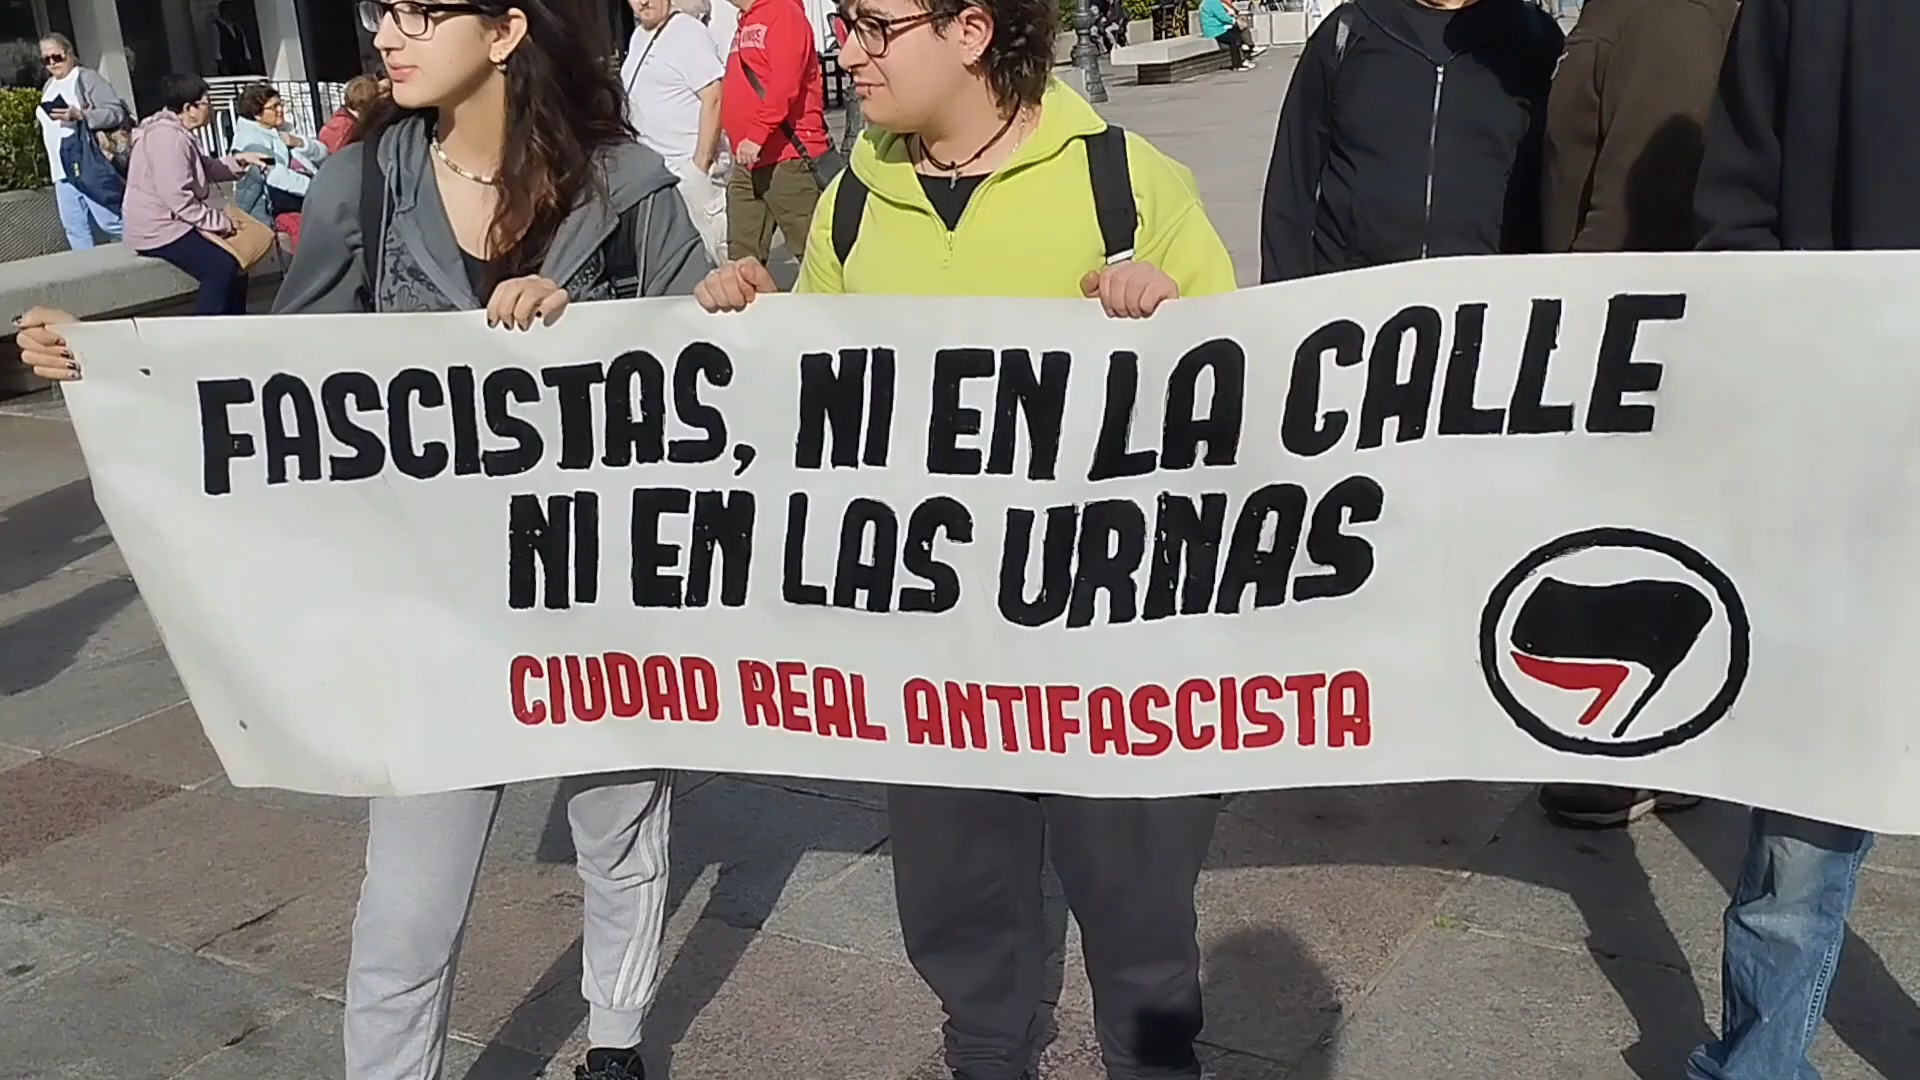 FASCISTAS, NI EN LA CALLE
NI EN LAS URNAS
CIUDAD REAL ANTIFASCISTA